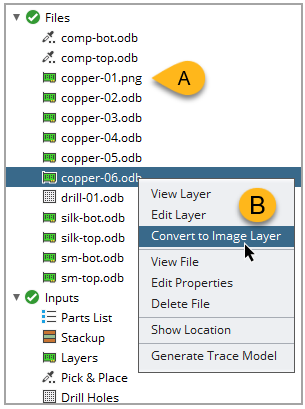 Files
comp-bot.odb
comp-top.odb
copper-01.png
A
copper-02.odb
copper-03.odb
copper-04.odb
copper-05.odb
copper-06.odb
drill-01.odb
silk-bot.odb
silk-top.odb
sm-bot.odb
sm-top.odb
Inputs
Parts List
Stackup
Layers
Pick & Place
Drill Holes
View Layer
B
Edit Layer
Convert to Image Layer
View File
Edit Properties
Delete File
Show Location
Generate Trace Model